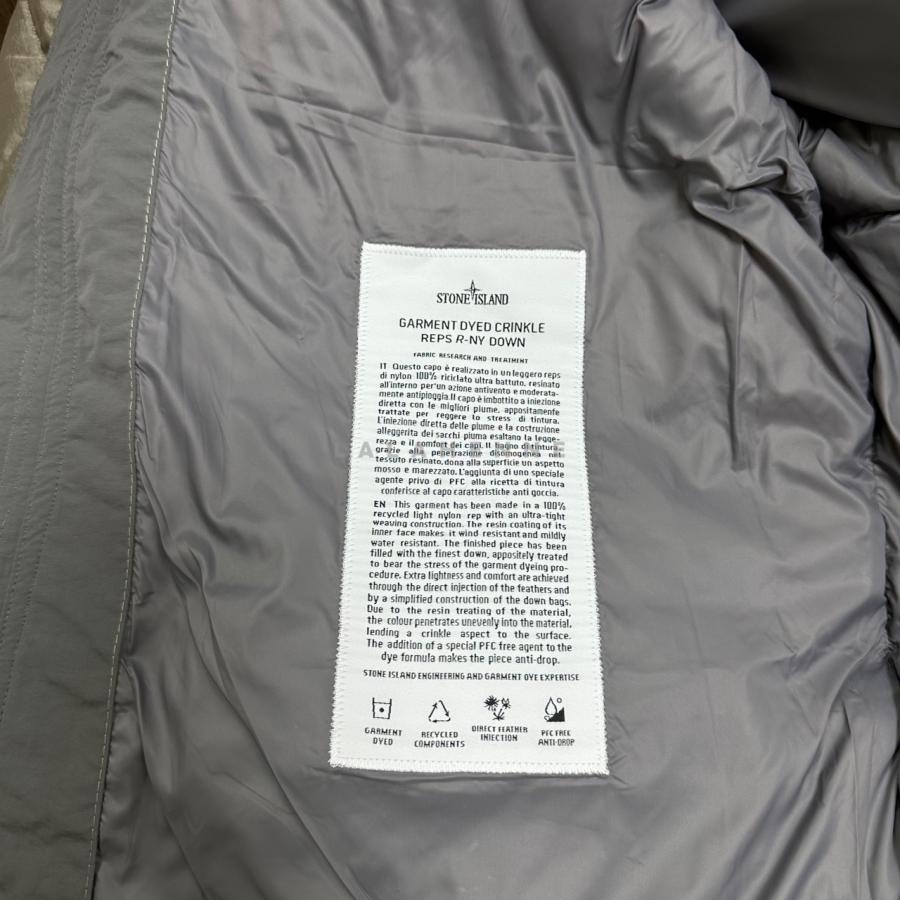 STONE ISLAND
GARMENT DYED CRINKLE
REPS R-NY DOWN
FABRIC RESEARCH AND TREATMENT
IT Questo capo è realizzato in un leggero reps
di nylon 100% riciclato ultra battuto, resinato
all'interno per un'azione antivento e moderata-
mente antipioggia. Il capo è imbottito a iniezione
diretta con le migliori piume, appositamente
trattate per reggere lo stress di tintura.
L'iniezione diretta delle piume e la costruzione
alleggerita dei sacchi piuma esaltano la legge-
rezza e il comfort dei capi. Il bagno di tintura
grazie alla penetrazione disomogenea nel
tessuto resinato, dona alla superficie un aspetto
mosso e marezzato. L'aggiunta di uno speciale
agente privo di PFC alla ricetta di tintura
conferisce al capo caratteristiche anti goccia.
EN This garment has been made in a 100%
recycled light nylon rep with an ultra-tight
weaving construction. The resin coating of its
inner face makes it wind resistant and mildly
water resistant. The finished piece has been
filled with the finest down, appositely treated
to bear the stress of the garment dyeing pro-
cedure. Extra lightness and comfort are achieved
through the direct injection of the feathers and
by a simplified construction of the down bags.
Due to the resin treating of the material,
the colour penetrates unevenly into the material,
lending a crinkle aspect to the surface.
The addition of a special PFC free agent to the
dye formula makes the piece anti-drop.
STONE ISLAND ENGINEERING AND GARMENT DYE EXPERTISE
GARMENT
DYED
RECYCLED
COMPONENTS
DIRECT FEATHER
INJECTION
PFC FREE
ANTI-DROP